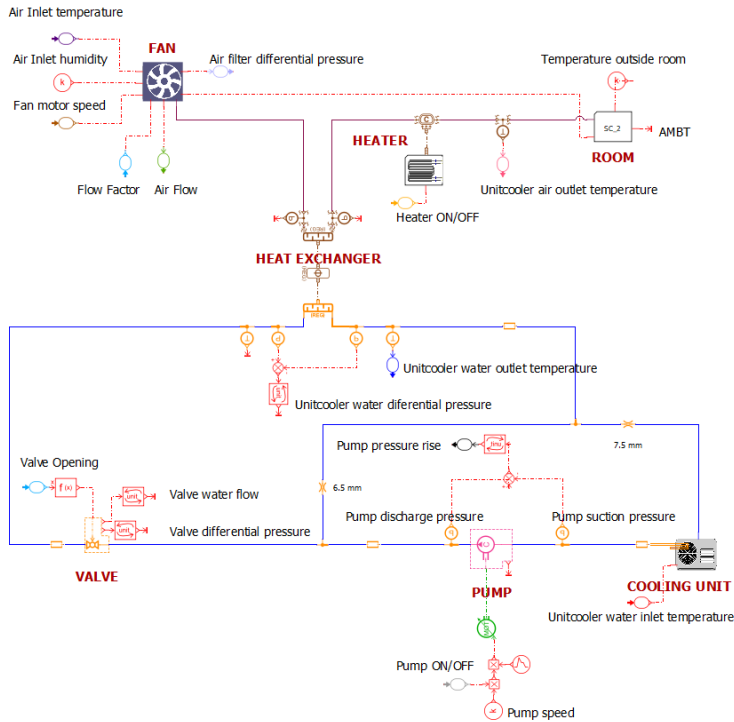 Air Inlet temperature
FAN
Air Inlet humidity
k
Air filter differential pressure
Temperature outside room
k
Fan motor speed
SC_2
AMBT
HEATER
C
ROOM
Flow Factor
Air Flow
T
Unitcooler air outlet temperature
Heater ON/OFF
HEAT EXCHANGER
T
p
p
T
Unitcooler water outlet temperature
unit
Unitcooler water diferential pressure
Pump pressure rise
unit
7.5 mm
Valve Opening
f(x)
6.5 mm
unit
Valve water flow
unit
Valve differential pressure
Pump discharge pressure
Pump suction pressure
p
p
VALVE
PUMP
COOLING UNIT
Unitcooler water inlet temperature
Pump ON/OFF
k
Pump speed